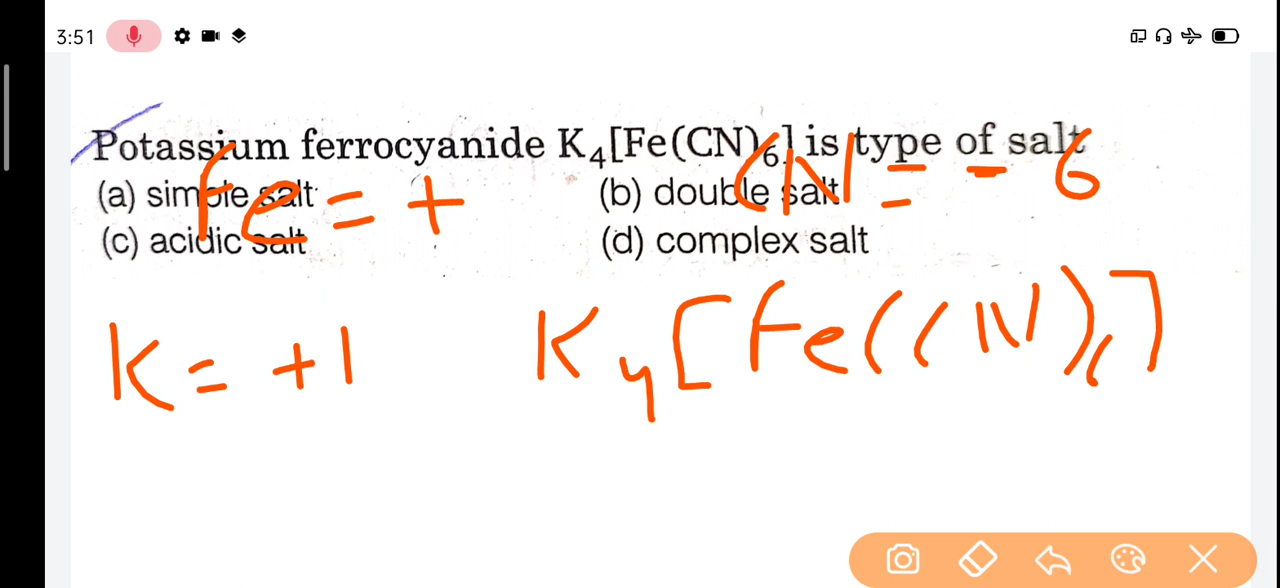 3:51
Potassium ferrocyanide K₄[Fe(CN)₆] is type of salt
(a) simple salt (b) double salt
(c) acidic salt (d) complex salt
Fe = + CN = - 6
K = +1 K₄[Fe(CN)₆]